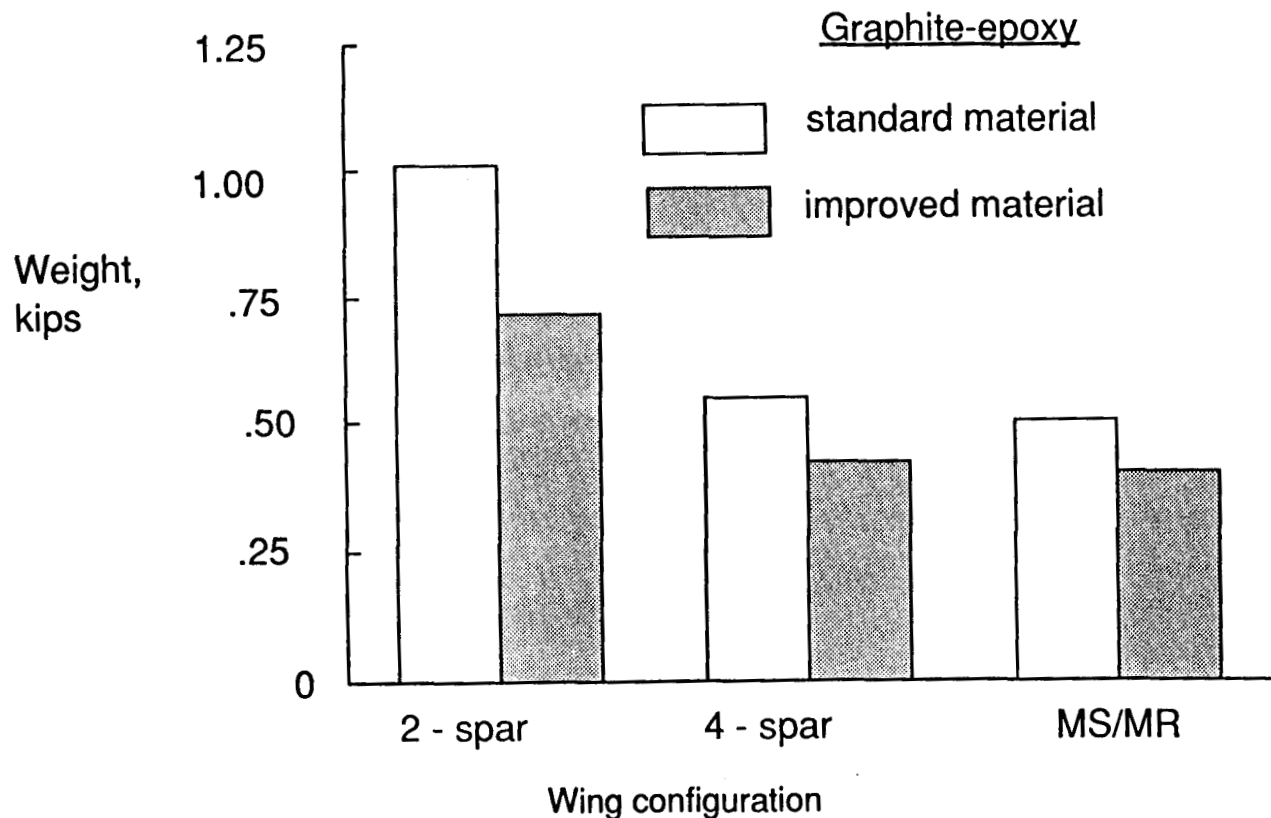 Graphite-epoxy
standard material
improved material
Weight,
kips
1.25
1.00
.75
.50
.25
0
2 - spar
4 - spar
MS/MR
Wing configuration